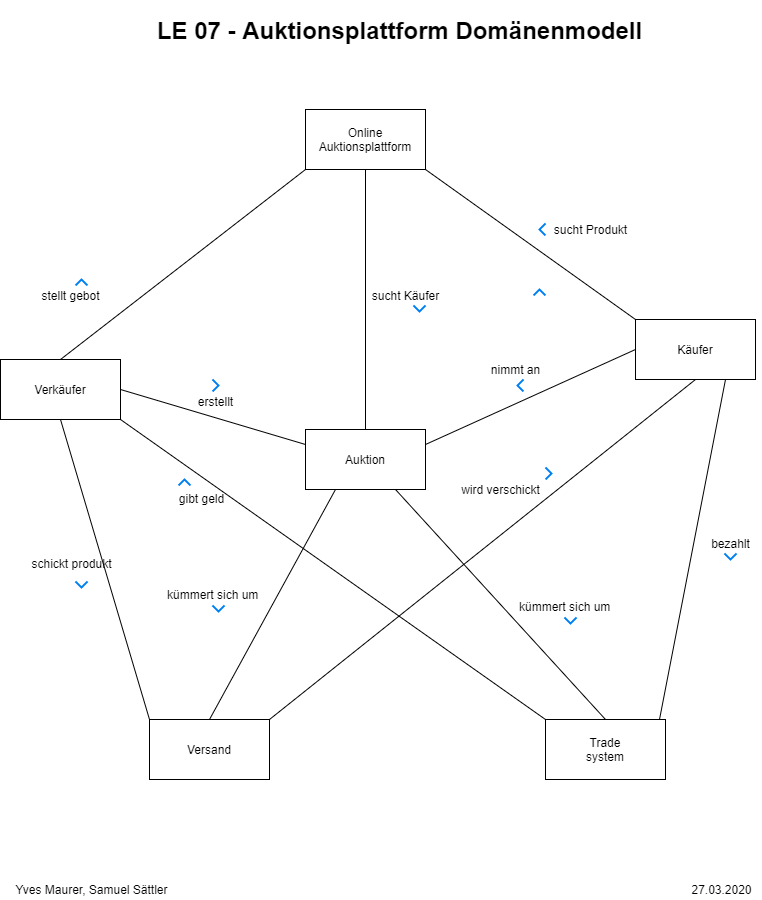 LE 07 - Auktionsplattform Domänenmodell
Online
Auktionsplattform
sucht Produkt
stellt gebot
sucht Käufer
Käufer
nimmt an
Verkäufer
erstellt
Auktion
wird verschickt
gibt geld
bezahlt
schickt produkt
kümmert sich um
kümmert sich um
Versand
Trade
system
Yves Maurer, Samuel Sättler
27.03.2020